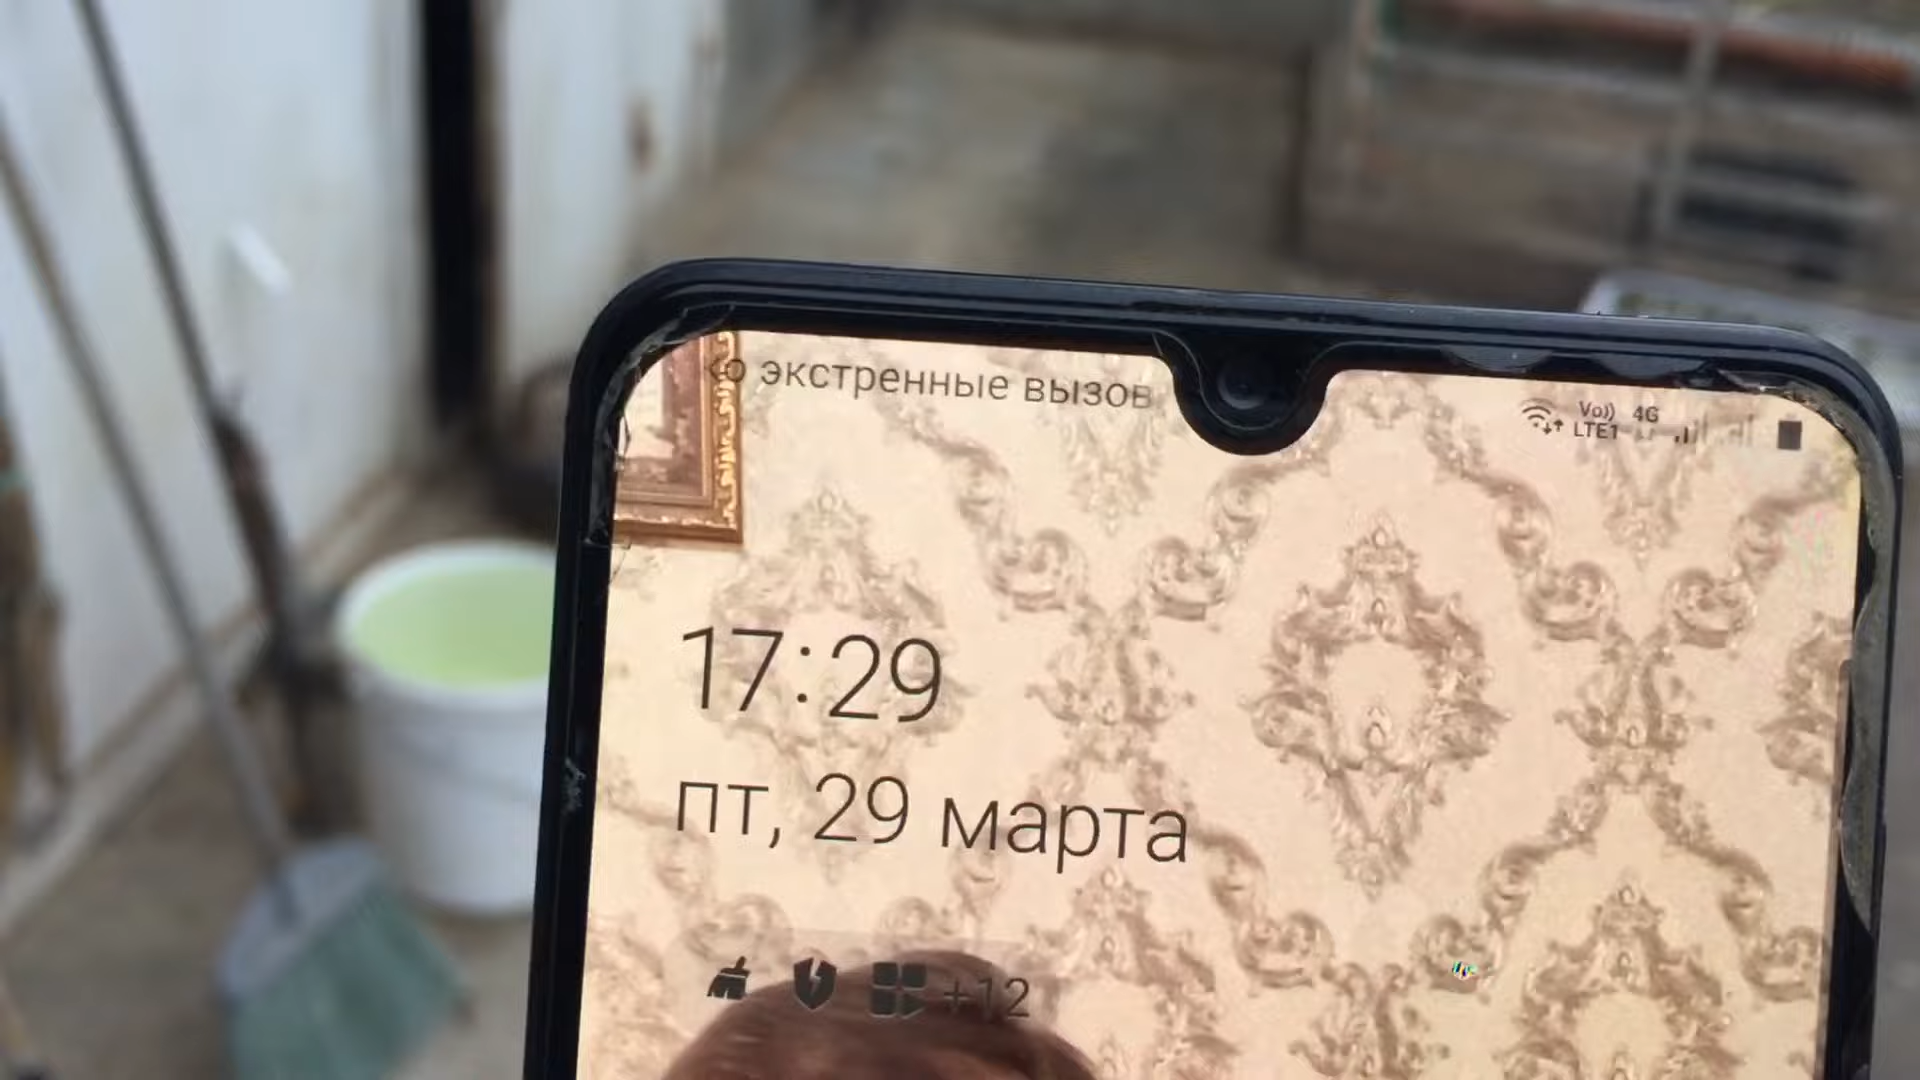 экстренные вызов
Vo)) 4G
LTE1
17:29
пт, 29 марта
+12